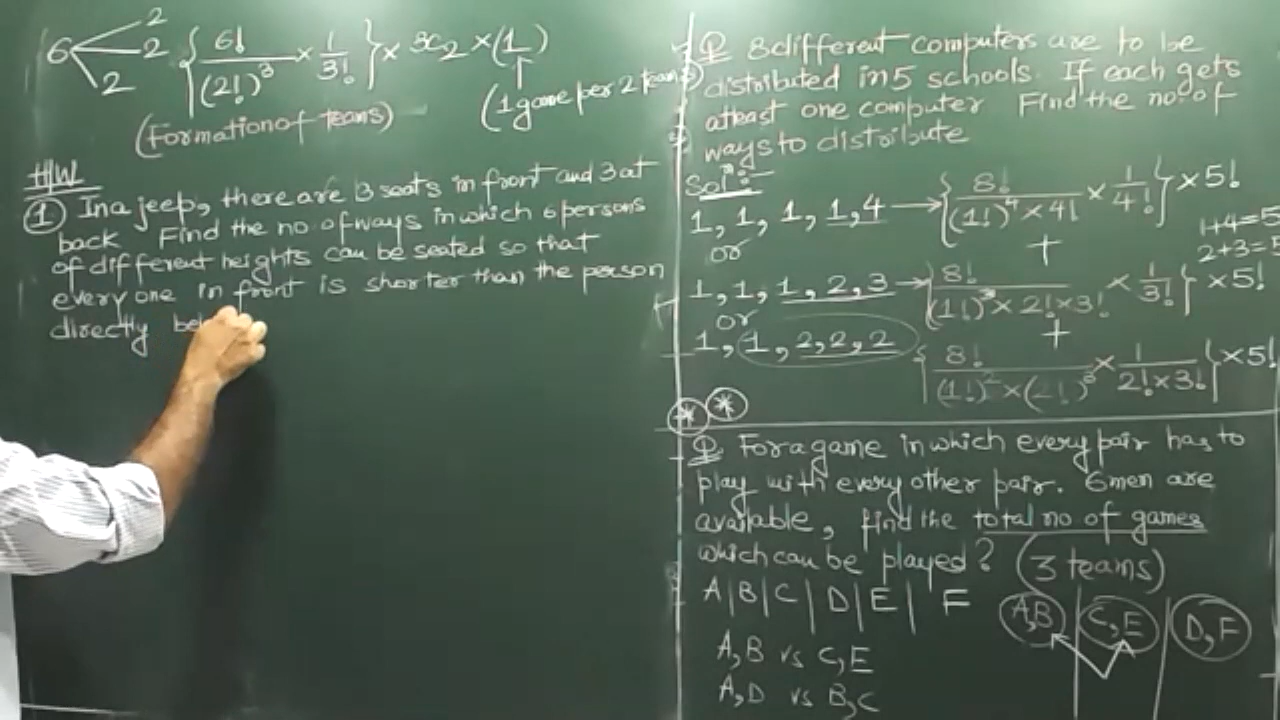 6 < 2 2 2 { 6! / (2!)^3 × 1/3! } × 3C2 × (1)
(Formation of teams)
(1 game per 2 teams)
H/W
1 In a jeep, there are 3 seats in front and 3 at
back Find the no. of ways in which 6 persons
of different heights can be seated so that
every one in front is shorter than the person
directly
Q 8 different computers are to be
distributed in 5 schools. If each gets
atleast one computer Find the no. of
ways to distribute
Solⁿ:-
1, 1, 1, 1, 4 → { 8! / (1!)^4 × 4! × 1/4! } × 5!
1+4=5
2+3=5
or +
1, 1, 1, 2, 3 → { 8! / (1!)^3 × 2! × 3! × 1/3! } × 5!
or +
1, 1, 2, 2, 2 { 8! / (1!)^2 × (2!)^3 × 1/2!×3! } × 5!
* *
Q. For a game in which every pair has to
play with every other pair. 6 men are
available, find the total no of games
which can be played? (3 teams)
A|B|C|D|E| F
A,B | C,E | D,F
A,B vs C,E
A,D vs B,C